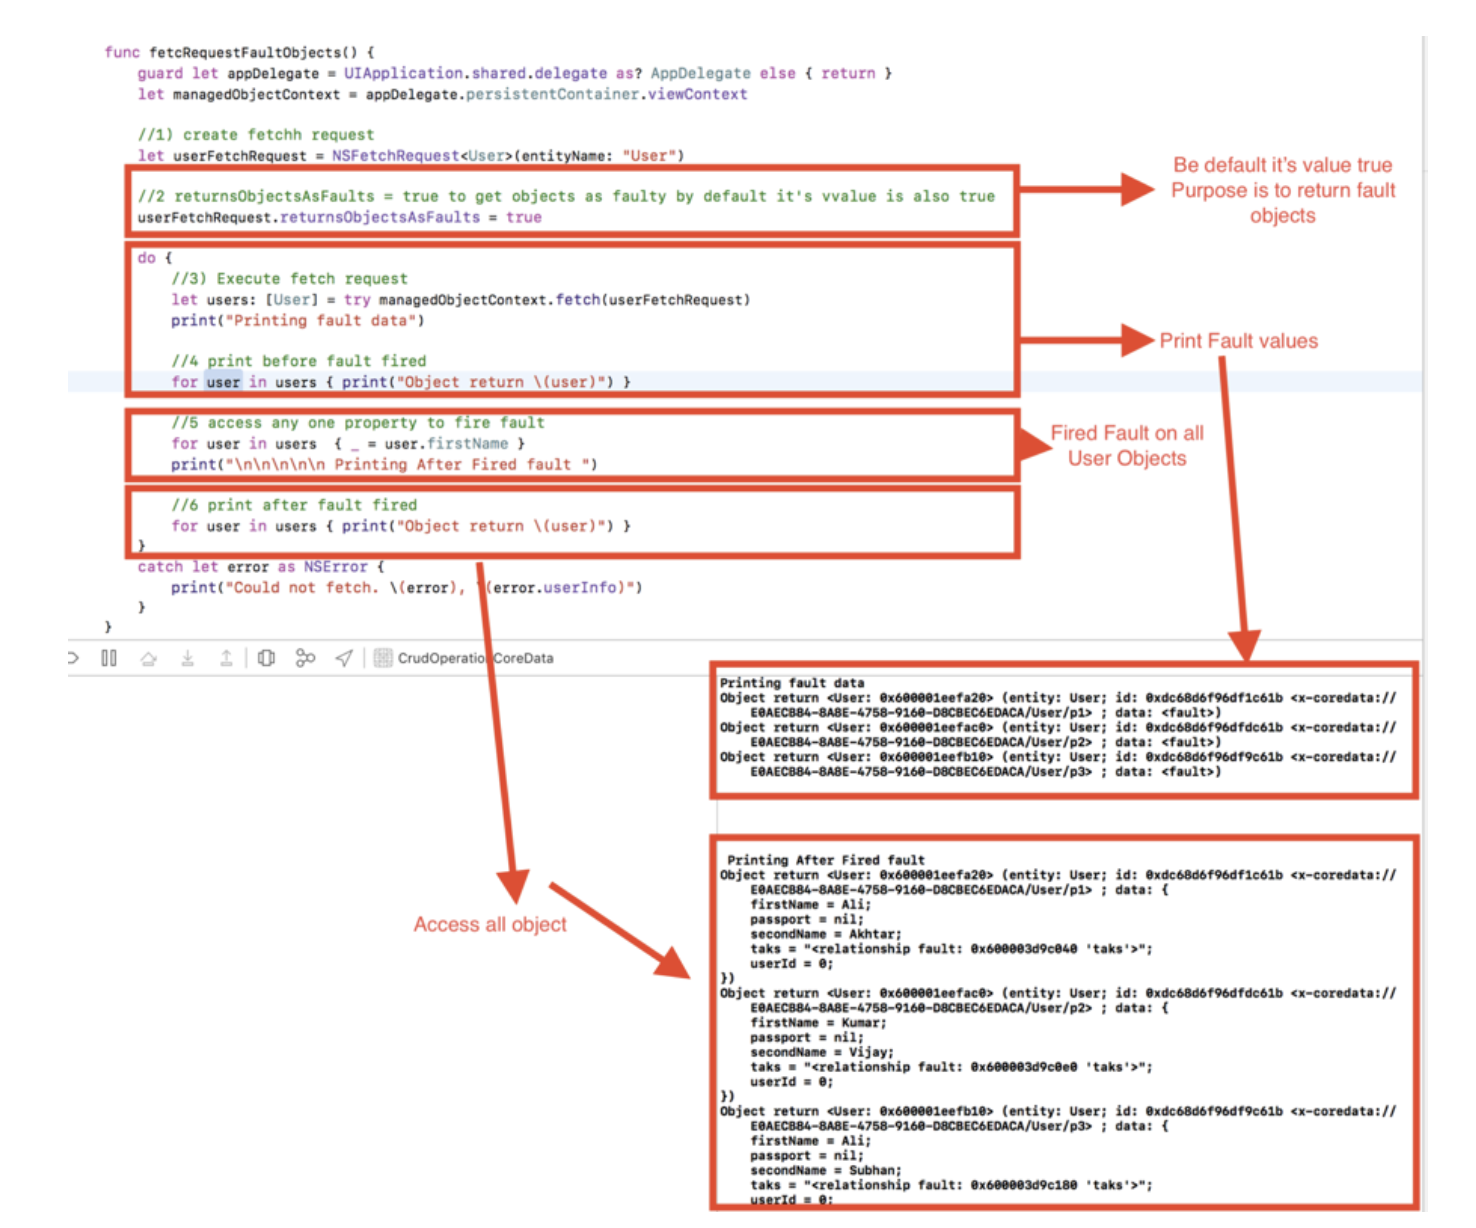 func fetcRequestFaultObjects() {
guard let appDelegate = UIApplication.shared.delegate as? AppDelegate else { return }
let managedObjectContext = appDelegate.persistentContainer.viewContext
//1) create fetchh request
let userFetchRequest = NSFetchRequest<User>(entityName: "User")
//2 returnsObjectsAsFaults = true to get objects as faulty by default it's vvalue is also true
userFetchRequest.returnsObjectsAsFaults = true
Be default it's value true
Purpose is to return fault
objects
do {
//3) Execute fetch request
let users: [User] = try managedObjectContext.fetch(userFetchRequest)
print("Printing fault data")
//4 print before fault fired
for user in users { print("Object return \(user)") }
Print Fault values
//5 access any one property to fire fault
for user in users  { _ = user.firstName }
print("\n\n\n\n\n Printing After Fired fault ")
Fired Fault on all
User Objects
//6 print after fault fired
for user in users { print("Object return \(user)") }
}
catch let error as NSError {
print("Could not fetch. \(error), \(error.userInfo)")
}
}
CrudOperationCoreData
Printing fault data
Object return <User: 0x600001eefa20> (entity: User; id: 0xdc68d6f96df1c61b <x-coredata://
E0AECB84-8A8E-4758-9160-D8CBEC6EDACA/User/p1> ; data: <fault>)
Object return <User: 0x600001eefac0> (entity: User; id: 0xdc68d6f96dfdc61b <x-coredata://
E0AECB84-8A8E-4758-9160-D8CBEC6EDACA/User/p2> ; data: <fault>)
Object return <User: 0x600001eefb10> (entity: User; id: 0xdc68d6f96df9c61b <x-coredata://
E0AECB84-8A8E-4758-9160-D8CBEC6EDACA/User/p3> ; data: <fault>)
Access all object
Printing After Fired fault
Object return <User: 0x600001eefa20> (entity: User; id: 0xdc68d6f96df1c61b <x-coredata://
E0AECB84-8A8E-4758-9160-D8CBEC6EDACA/User/p1> ; data: {
firstName = Ali;
passport = nil;
secondName = Akhtar;
taks = "<relationship fault: 0x600003d9c040 'taks'>";
userId = 0;
})
Object return <User: 0x600001eefac0> (entity: User; id: 0xdc68d6f96dfdc61b <x-coredata://
E0AECB84-8A8E-4758-9160-D8CBEC6EDACA/User/p2> ; data: {
firstName = Kumar;
passport = nil;
secondName = Vijay;
taks = "<relationship fault: 0x600003d9c0e0 'taks'>";
userId = 0;
})
Object return <User: 0x600001eefb10> (entity: User; id: 0xdc68d6f96df9c61b <x-coredata://
E0AECB84-8A8E-4758-9160-D8CBEC6EDACA/User/p3> ; data: {
firstName = Ali;
passport = nil;
secondName = Subhan;
taks = "<relationship fault: 0x600003d9c180 'taks'>";
userId = 0;